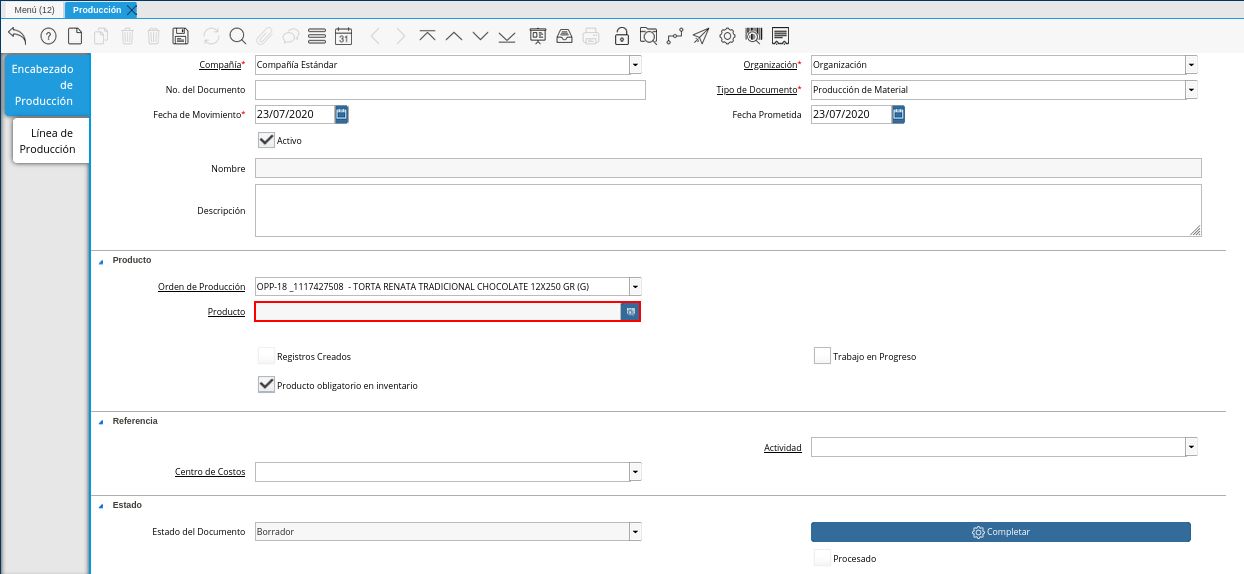 Menú (12) Producción
31
Encabezado
de
Producción
Línea de
Producción
Compañía* Compañía Estándar Organización* Organización
No. del Documento Tipo de Documento* Producción de Material
Fecha de Movimiento* 23/07/2020 Fecha Prometida 23/07/2020
Activo
Nombre
Descripción
Producto
Orden de Producción OPP-18 _1117427508 - TORTA RENATA TRADICIONAL CHOCOLATE 12X250 GR (G)
Producto
Registros Creados Trabajo en Progreso
Producto obligatorio en inventario
Referencia
Actividad
Centro de Costos
Estado
Estado del Documento Borrador Completar
Procesado